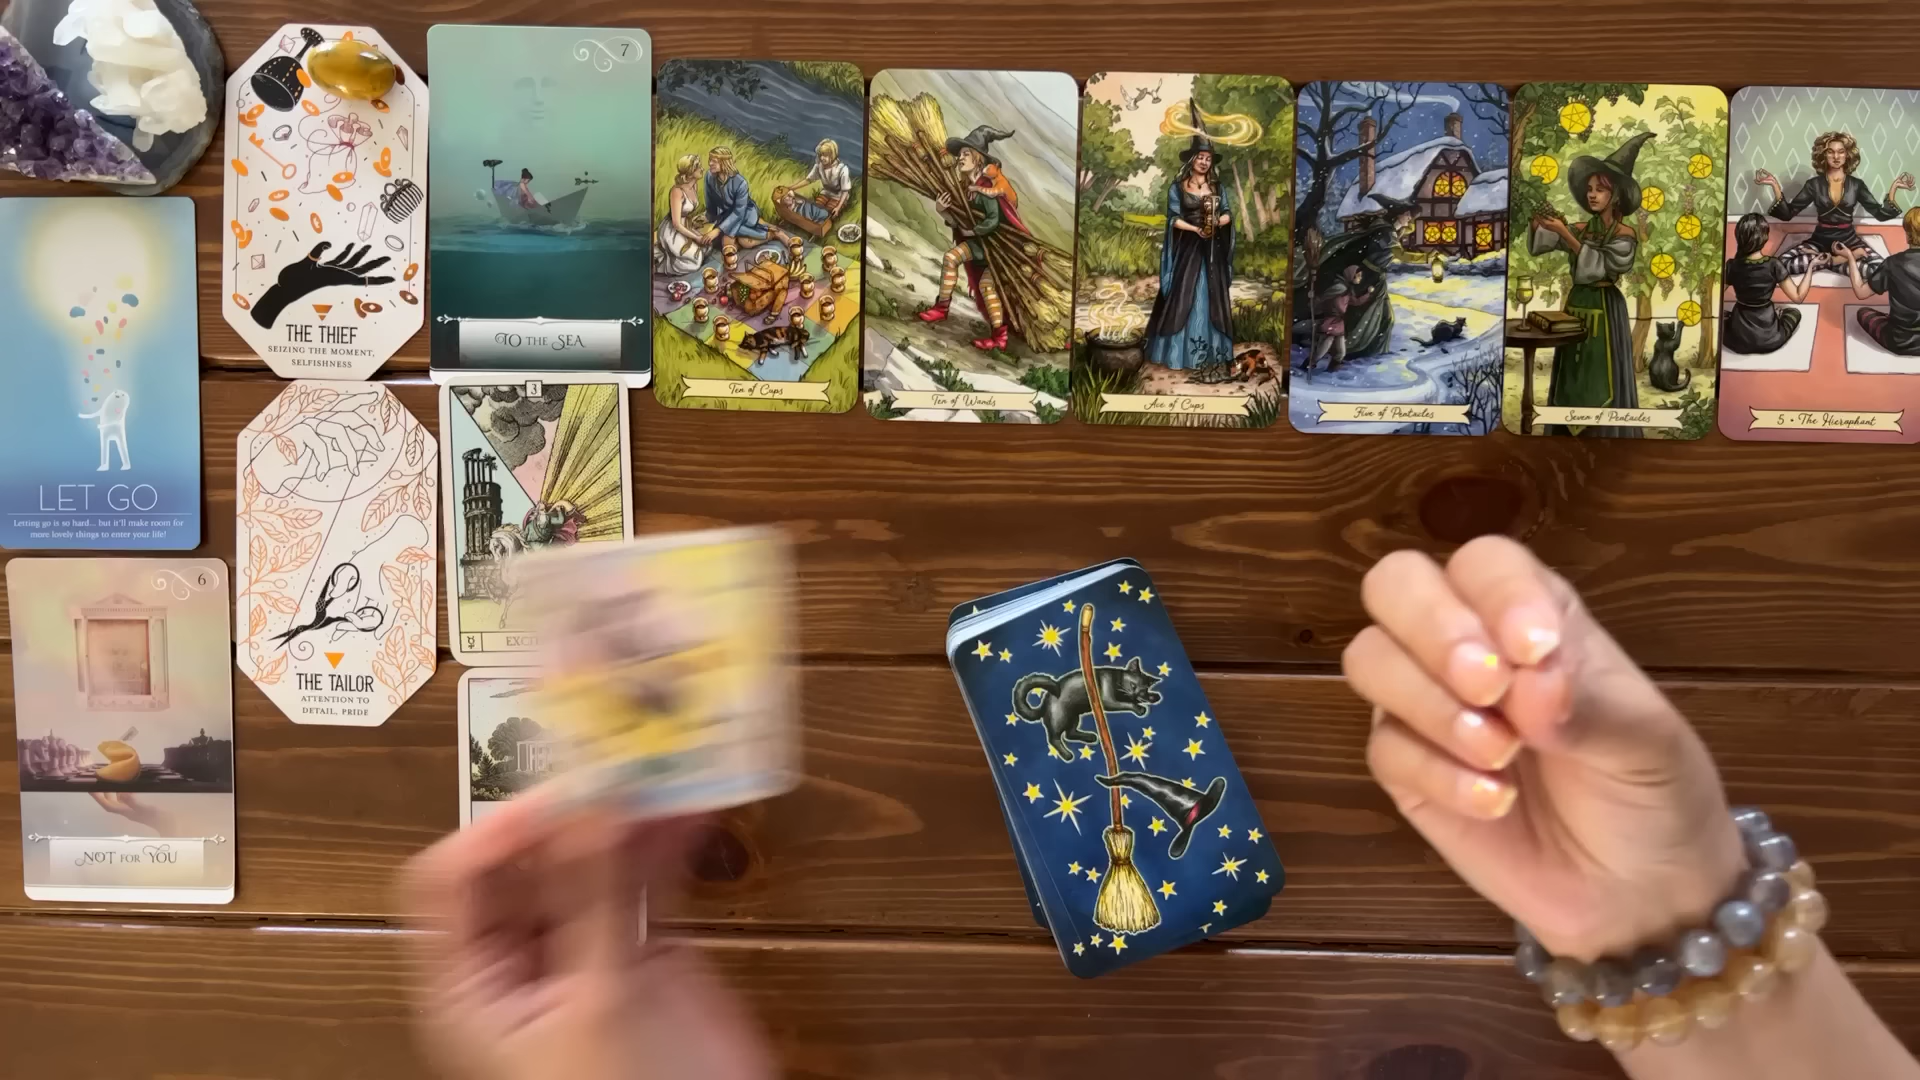 THE THIEF
SEIZING THE MOMENT,
SELFISHNESS
7
TO THE SEA
Ten of Cups
Ten of Wands
Ace of Cups
Five of Pentacles
Seven of Pentacles
5 • The Hierophant
LET GO
Letting go is so hard... but it'll make room for
more lovely things to enter your life!
3
THE TAILOR
ATTENTION TO
DETAIL, PRIDE
6
NOT FOR YOU